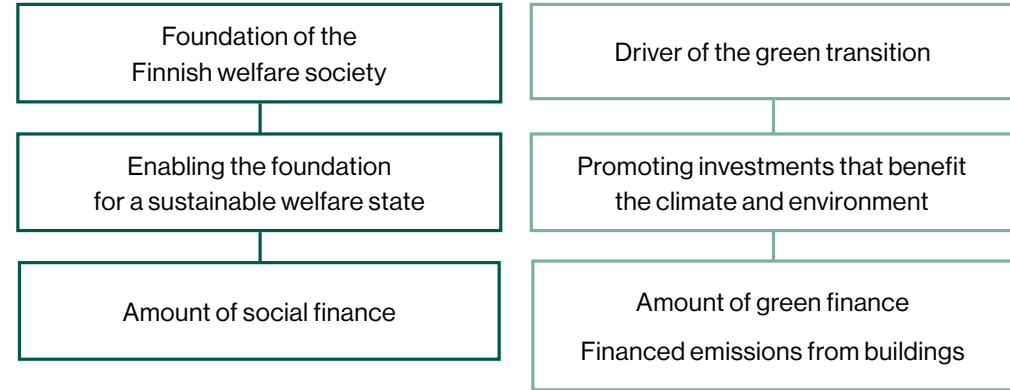 Foundation of the
Finnish welfare society
Enabling the foundation
for a sustainable welfare state
Amount of social finance
Driver of the green transition
Promoting investments that benefit
the climate and environment
Amount of green finance
Financed emissions from buildings